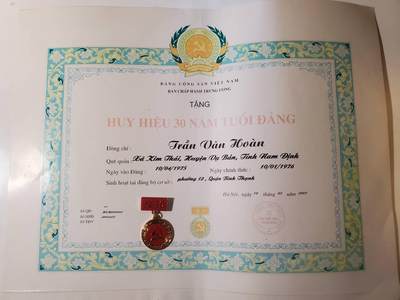 ĐẢNG CỘNG SẢN VIỆT NAM
BAN CHẤP HÀNH TRUNG ƯƠNG
TẶNG
HUY HIỆU 30 NĂM TUỔI ĐẢNG
Đồng chí : Trần Văn Hoàn
Quê quán : Xã Kim Thái, Huyện Vụ Bản, Tỉnh Nam Định
Ngày vào Đảng : 10/04/1975 Ngày chính thức : 10/01/1976
Sinh hoạt tại đảng bộ cơ sở : phường 12, Quận Bình Thạnh
Hà Nội, ngày